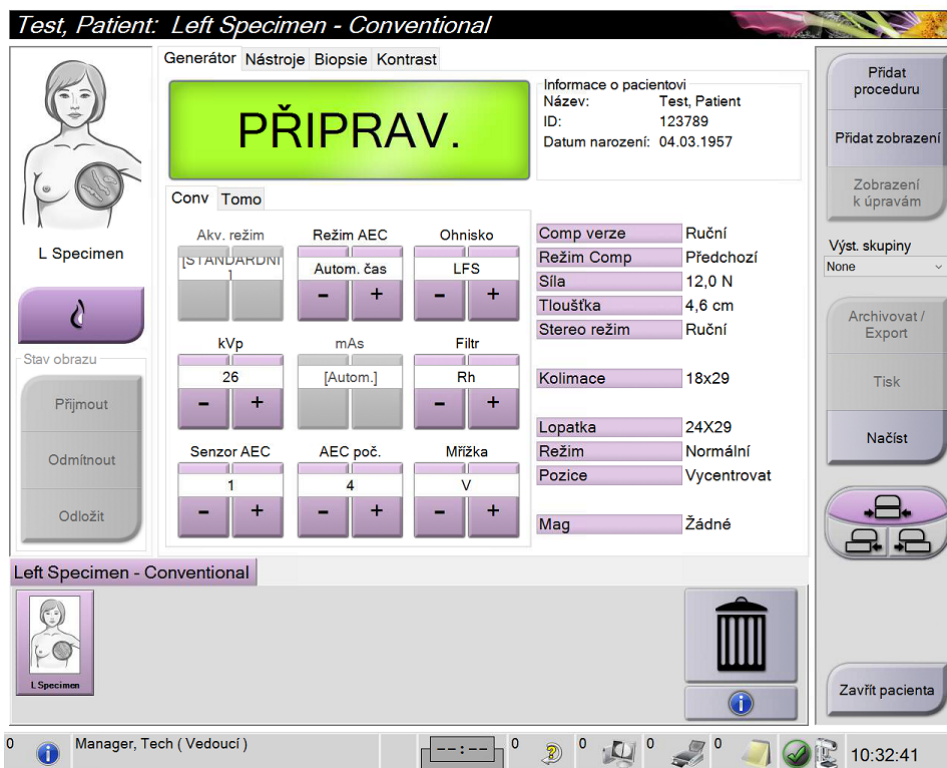 Test, Patient: Left Specimen - Conventional
Generátor Nástroje Biopsie Kontrast
PŘIPRAV.
Informace o pacientovi
Název: Test, Patient
ID: 123789
Datum narození: 04.03.1957
L Specimen
Stav obrazu
Přijmout
Odmítnout
Odložit
Conv Tomo
Akv. režim Režim AEC Ohnisko
[STANDARDNÍ
]
Autom. čas LFS
- + - +
kVp mAs Filtr
26 [Autom.] Rh
- + - +
Senzor AEC AEC poč. Mřížka
1 4 V
- + - + - +
Comp verze Ruční
Režim Comp Předchozí
Síla 12,0 N
Tloušťka 4,6 cm
Stereo režim Ruční
Kolimace 18x29
Lopatka 24X29
Režim Normální
Pozice Vycentrovat
Mag Žádné
Přidat
proceduru
Přidat zobrazení
Zobrazení
k úpravám
Výst. skupiny
None
Archivovat /
Export
Tisk
Načíst
Left Specimen - Conventional
L Specimen
Zavřít pacienta
0 Manager, Tech ( Vedoucí ) --:-- 0 0 0 0 10:32:41